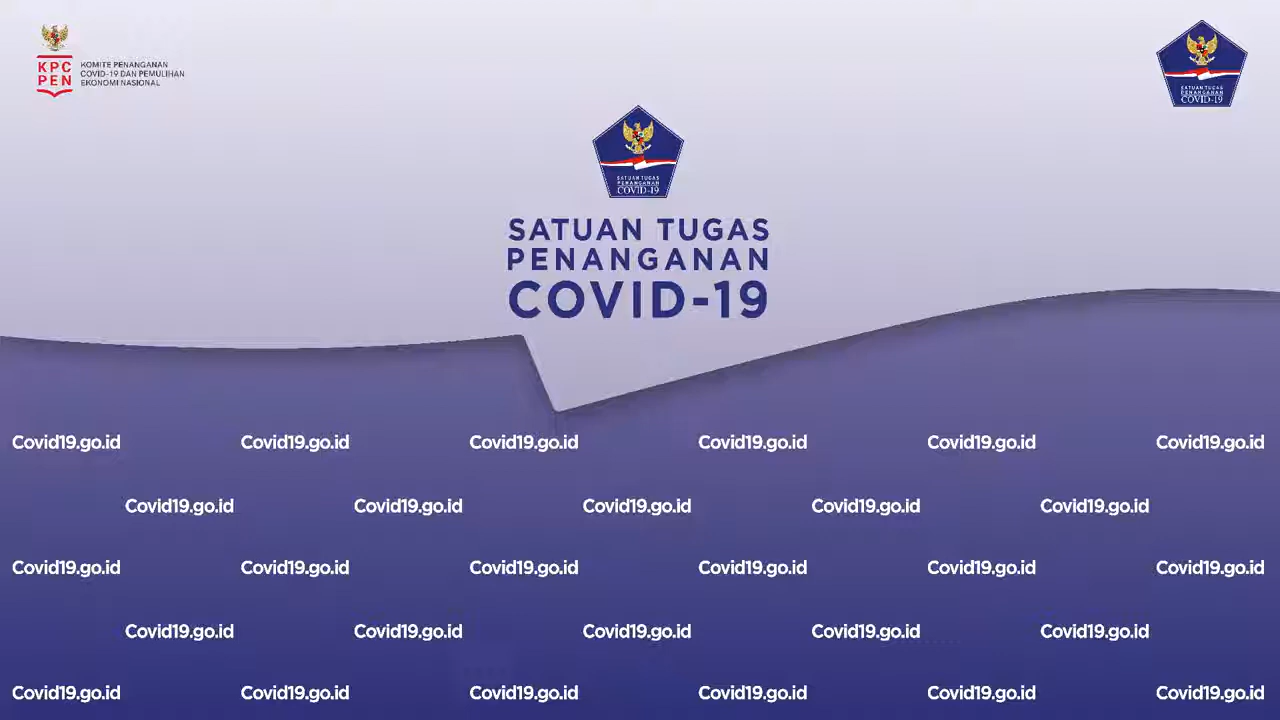 KPC
PEN
KOMITE PENANGANAN
COVID-19 DAN PEMULIHAN
EKONOMI NASIONAL
SATUAN TUGAS
PENANGANAN
COVID-19
SATUAN TUGAS
PENANGANAN
COVID-19
SATUAN TUGAS
PENANGANAN
COVID-19
Covid19.go.id Covid19.go.id Covid19.go.id Covid19.go.id Covid19.go.id Covid19.go.id
Covid19.go.id Covid19.go.id Covid19.go.id Covid19.go.id Covid19.go.id
Covid19.go.id Covid19.go.id Covid19.go.id Covid19.go.id Covid19.go.id Covid19.go.id
Covid19.go.id Covid19.go.id Covid19.go.id Covid19.go.id Covid19.go.id
Covid19.go.id Covid19.go.id Covid19.go.id Covid19.go.id Covid19.go.id Covid19.go.id